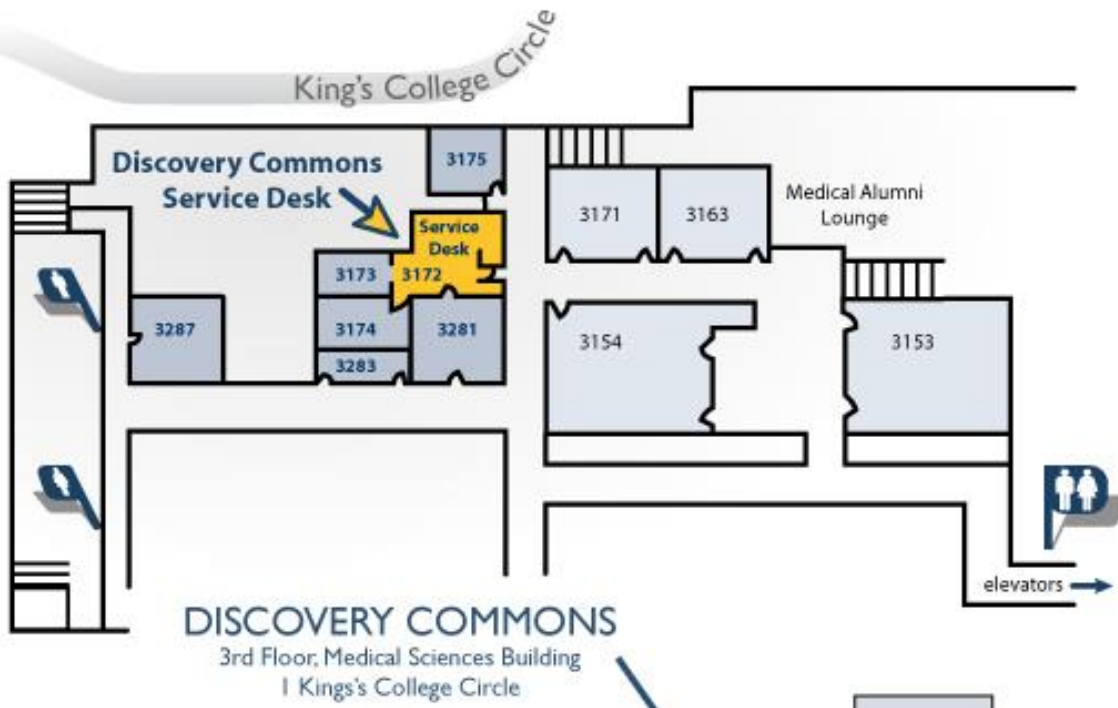 King's College Circle
Discovery Commons
Service Desk
3175
Service
Desk
3172
3173
3174
3283
3281
3287
3171
3163
Medical Alumni
Lounge
3154
3153
elevators
DISCOVERY COMMONS
3rd Floor, Medical Sciences Building
1 Kings's College Circle